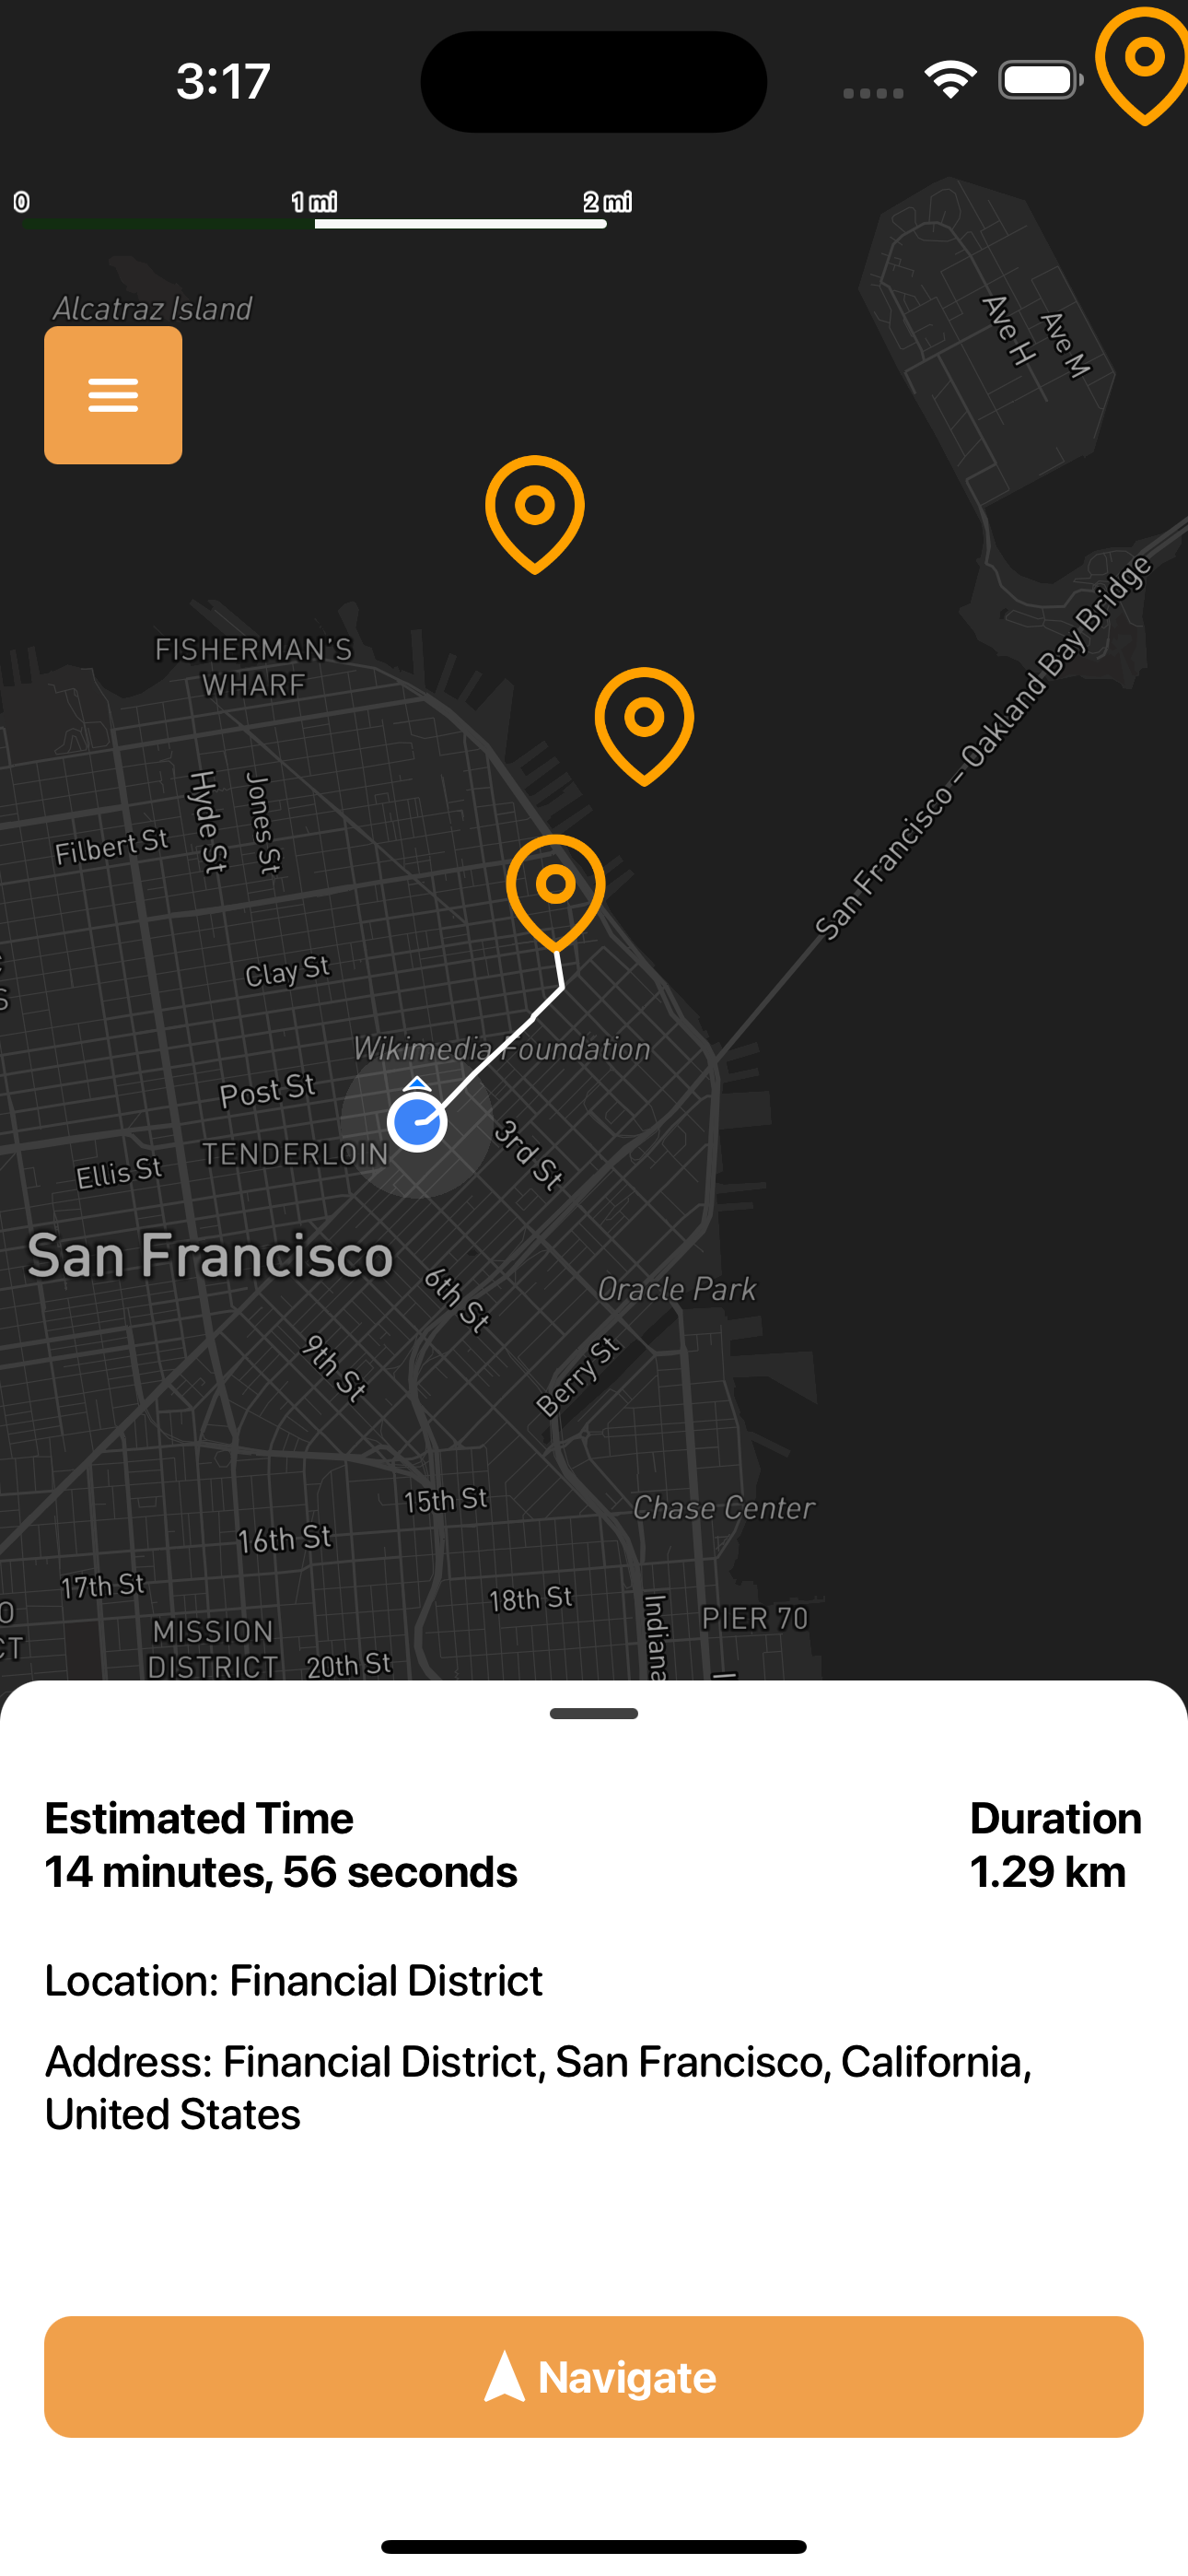 3:17
0 1 mi 2 mi
Alcatraz Island
Ave H
Ave M
FISHERMAN'S
WHARF
San Francisco – Oakland Bay Bridge
Hyde St
Jones St
Filbert St
Clay St
Wikimedia Foundation
Post St
3rd St
TENDERLOIN
Ellis St
San Francisco
6th St
Oracle Park
9th St
Berry St
15th St
Chase Center
16th St
17th St
18th St
Indiana
PIER 70
MISSION
DISTRICT
20th St
Estimated Time
14 minutes, 56 seconds
Duration
1.29 km
Location: Financial District
Address: Financial District, San Francisco, California,
United States
Navigate